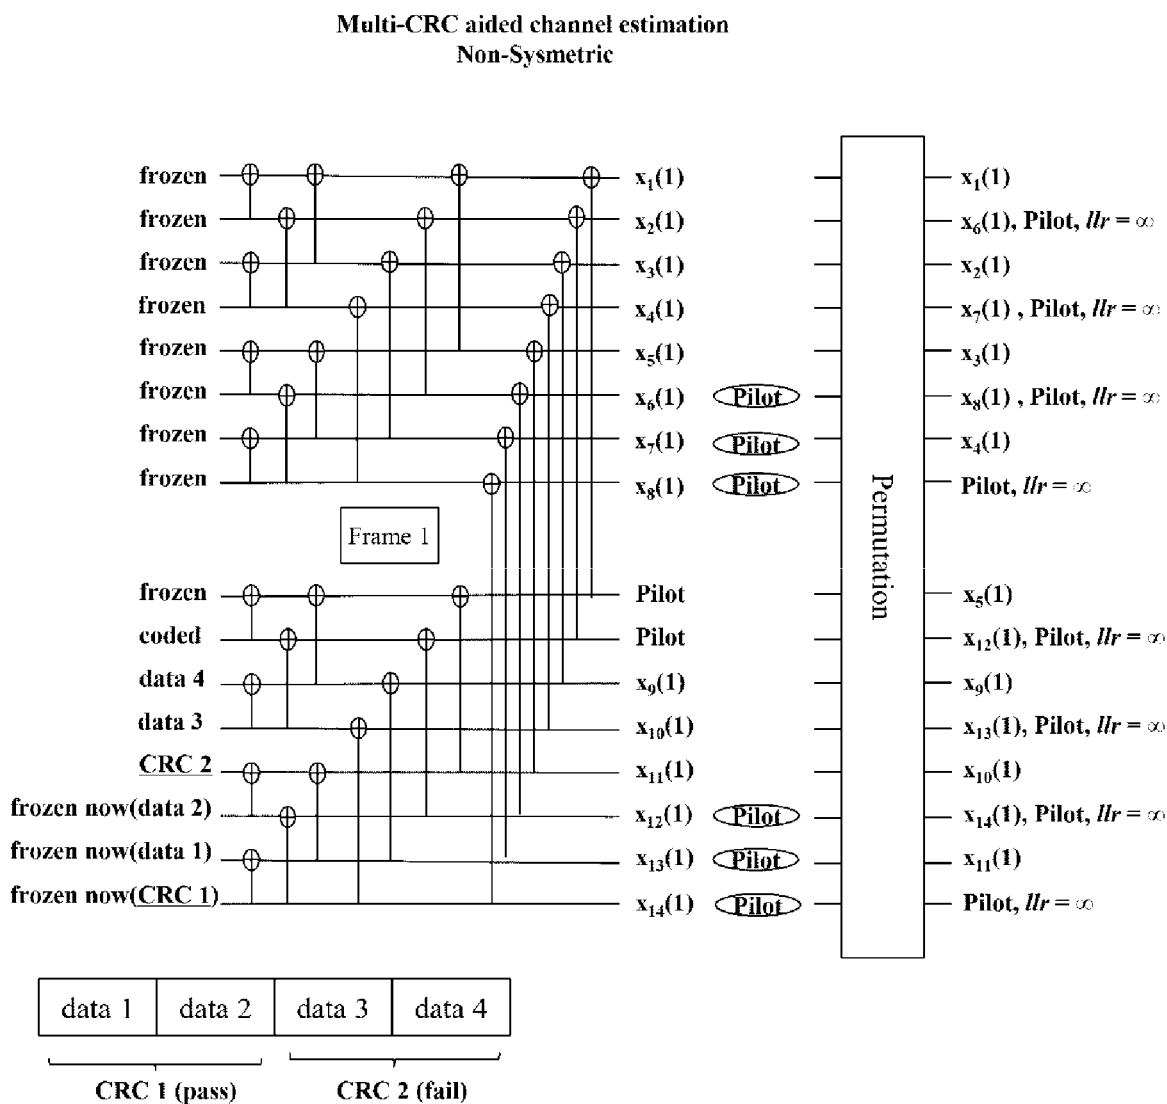 Multi-CRC aided channel estimation
Non-Sysmetric
frozen x₁(1) x₁(1)
frozen x₂(1) x₆(1), Pilot, llr = ∞
frozen x₃(1) x₂(1)
frozen x₄(1) x₇(1) , Pilot, llr = ∞
frozen x₅(1) x₃(1)
frozen x₆(1) Pilot x₈(1) , Pilot, llr = ∞
frozen x₇(1) Pilot x₄(1)
frozen x₈(1) Pilot Pilot, llr = ∞
Permutation
Frame 1
frozen Pilot x₅(1)
coded Pilot x₁₂(1), Pilot, llr = ∞
data 4 x₉(1) x₉(1)
data 3 x₁₀(1) x₁₃(1), Pilot, llr = ∞
CRC 2 x₁₁(1) x₁₀(1)
frozen now(data 2) x₁₂(1) Pilot x₁₄(1), Pilot, llr = ∞
frozen now(data 1) x₁₃(1) Pilot x₁₁(1)
frozen now(CRC 1) x₁₄(1) Pilot Pilot, llr = ∞
data 1 data 2 data 3 data 4
CRC 1 (pass) CRC 2 (fail)